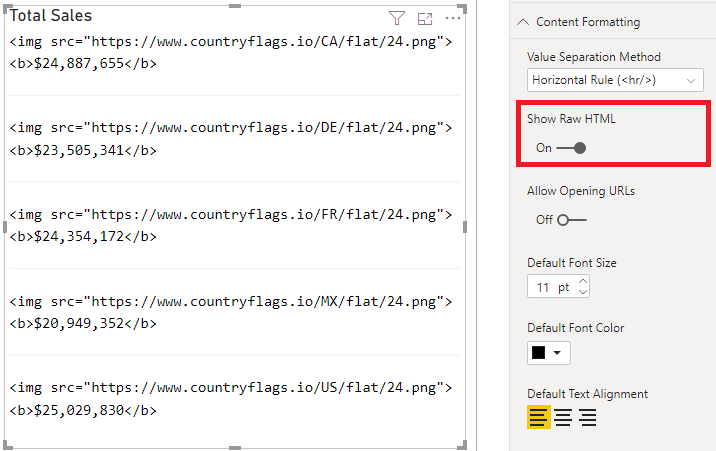 Total Sales
<img src="https://www.countryflags.io/CA/flat/24.png">
<b>$24,887,655</b>
<img src="https://www.countryflags.io/DE/flat/24.png">
<b>$23,505,341</b>
<img src="https://www.countryflags.io/FR/flat/24.png">
<b>$24,354,172</b>
<img src="https://www.countryflags.io/MX/flat/24.png">
<b>$20,949,352</b>
<img src="https://www.countryflags.io/US/flat/24.png">
<b>$25,029,830</b>
Content Formatting
Value Separation Method
Horizontal Rule (<hr/>)
Show Raw HTML
On
Allow Opening URLs
Off
Default Font Size
11 pt
Default Font Color
Default Text Alignment